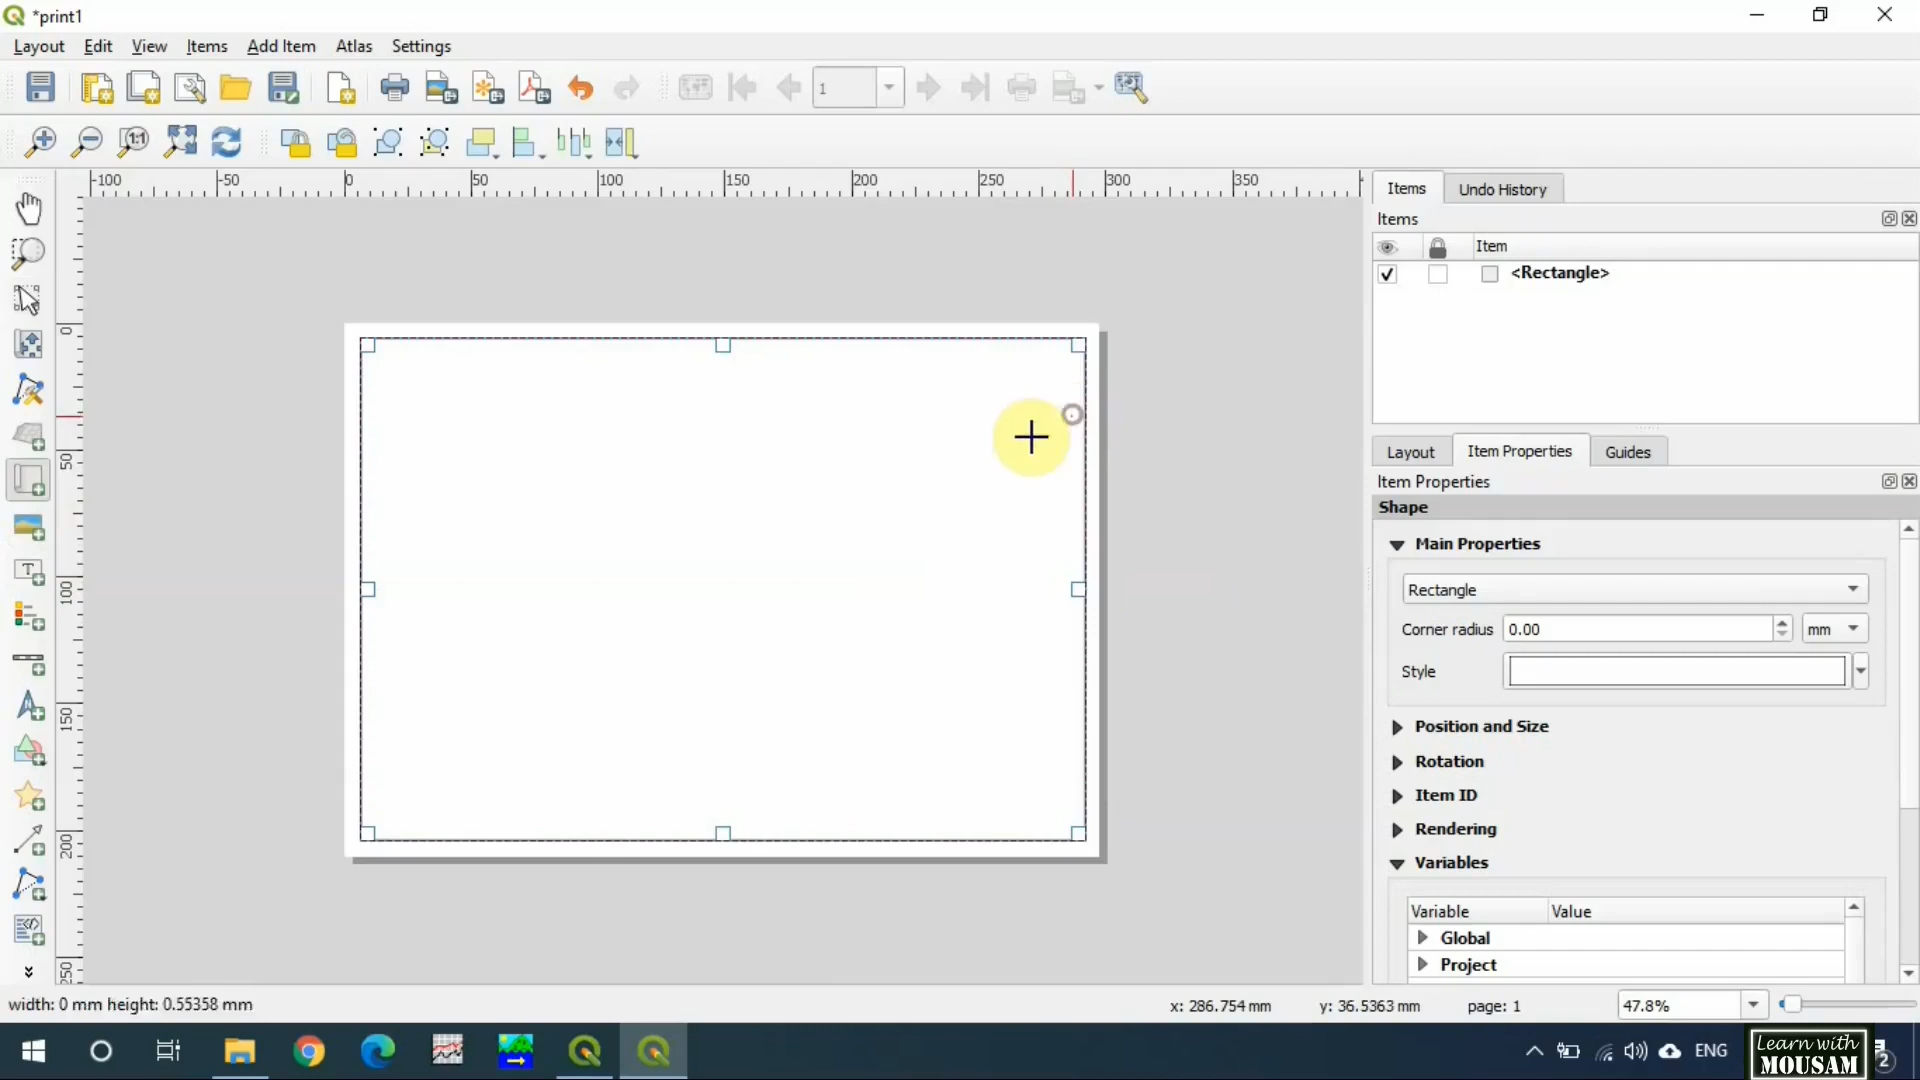 *print1
Layout Edit View Items Add Item Atlas Settings
1
1:1
-100 -50 0 50 100 150 200 250 300 350
0
50
100
150
200
250
T
Items Undo History
Items
Item
<Rectangle>
Layout Item Properties Guides
Item Properties
Shape
Main Properties
Rectangle
Corner radius 0.00 mm
Style
Position and Size
Rotation
Item ID
Rendering
Variables
Variable Value
Global
Project
width: 0 mm height: 0.55358 mm
x: 286.754 mm y: 36.5363 mm page: 1 47.8%
ENG
Learn with
MOUSAM
2